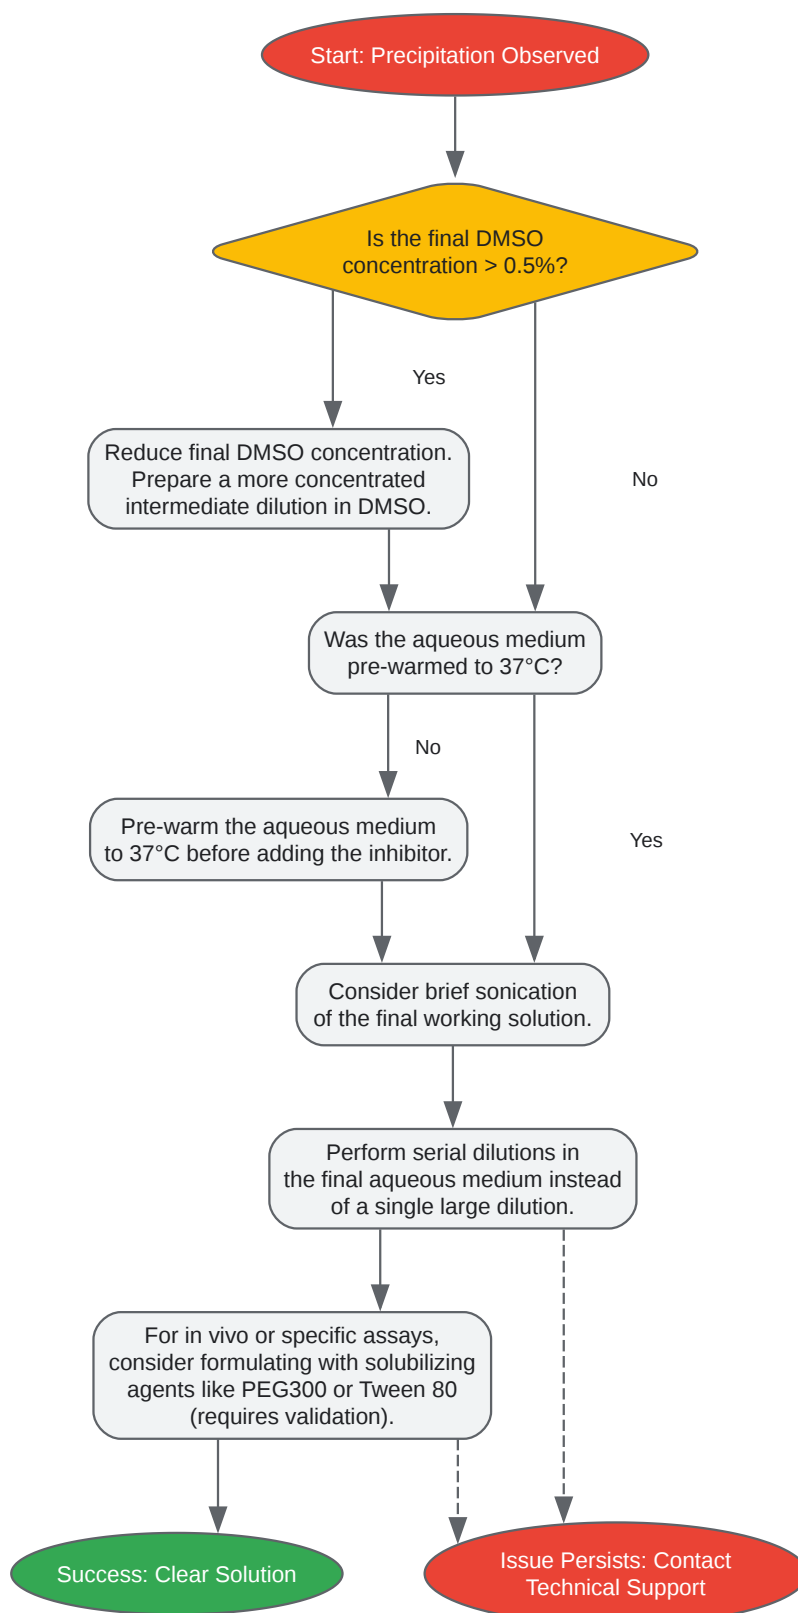 Start: Precipitation Observed
Is the final DMSO
concentration > 0.5%?
Yes
Reduce final DMSO concentration.
Prepare a more concentrated
intermediate dilution in DMSO.
No
Was the aqueous medium
pre-warmed to 37°C?
No
Pre-warm the aqueous medium
to 37°C before adding the inhibitor.
Yes
Consider brief sonication
of the final working solution.
Perform serial dilutions in
the final aqueous medium instead
of a single large dilution.
For in vivo or specific assays,
consider formulating with solubilizing
agents like PEG300 or Tween 80
(requires validation).
Success: Clear Solution
Issue Persists: Contact
Technical Support